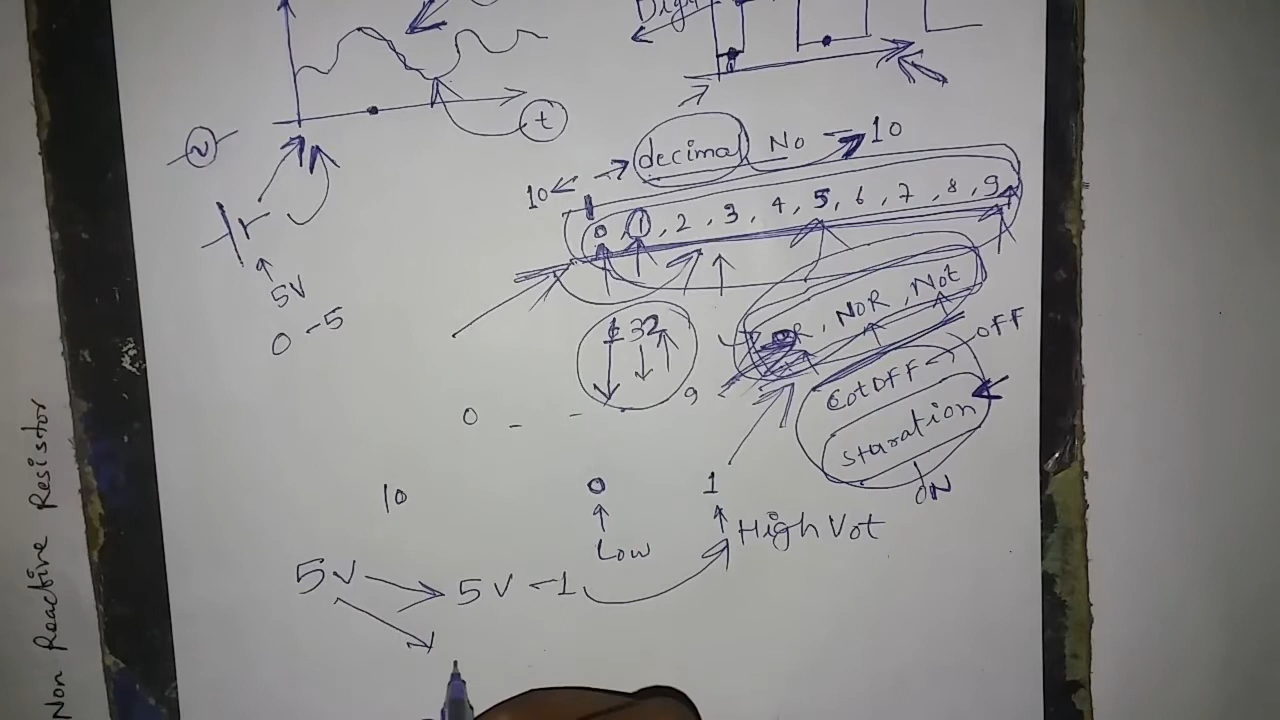 t
decimal No - 10
10
0, 1, 2, 3, 4, 5, 6, 7, 8, 9
5V
0 - 5
32
NOR, Not
OFF
CotOFF
staration
ON
9
0 - -
10
0 1
Low
High Vot
5V 5V - 1
Non Reactive Resistor